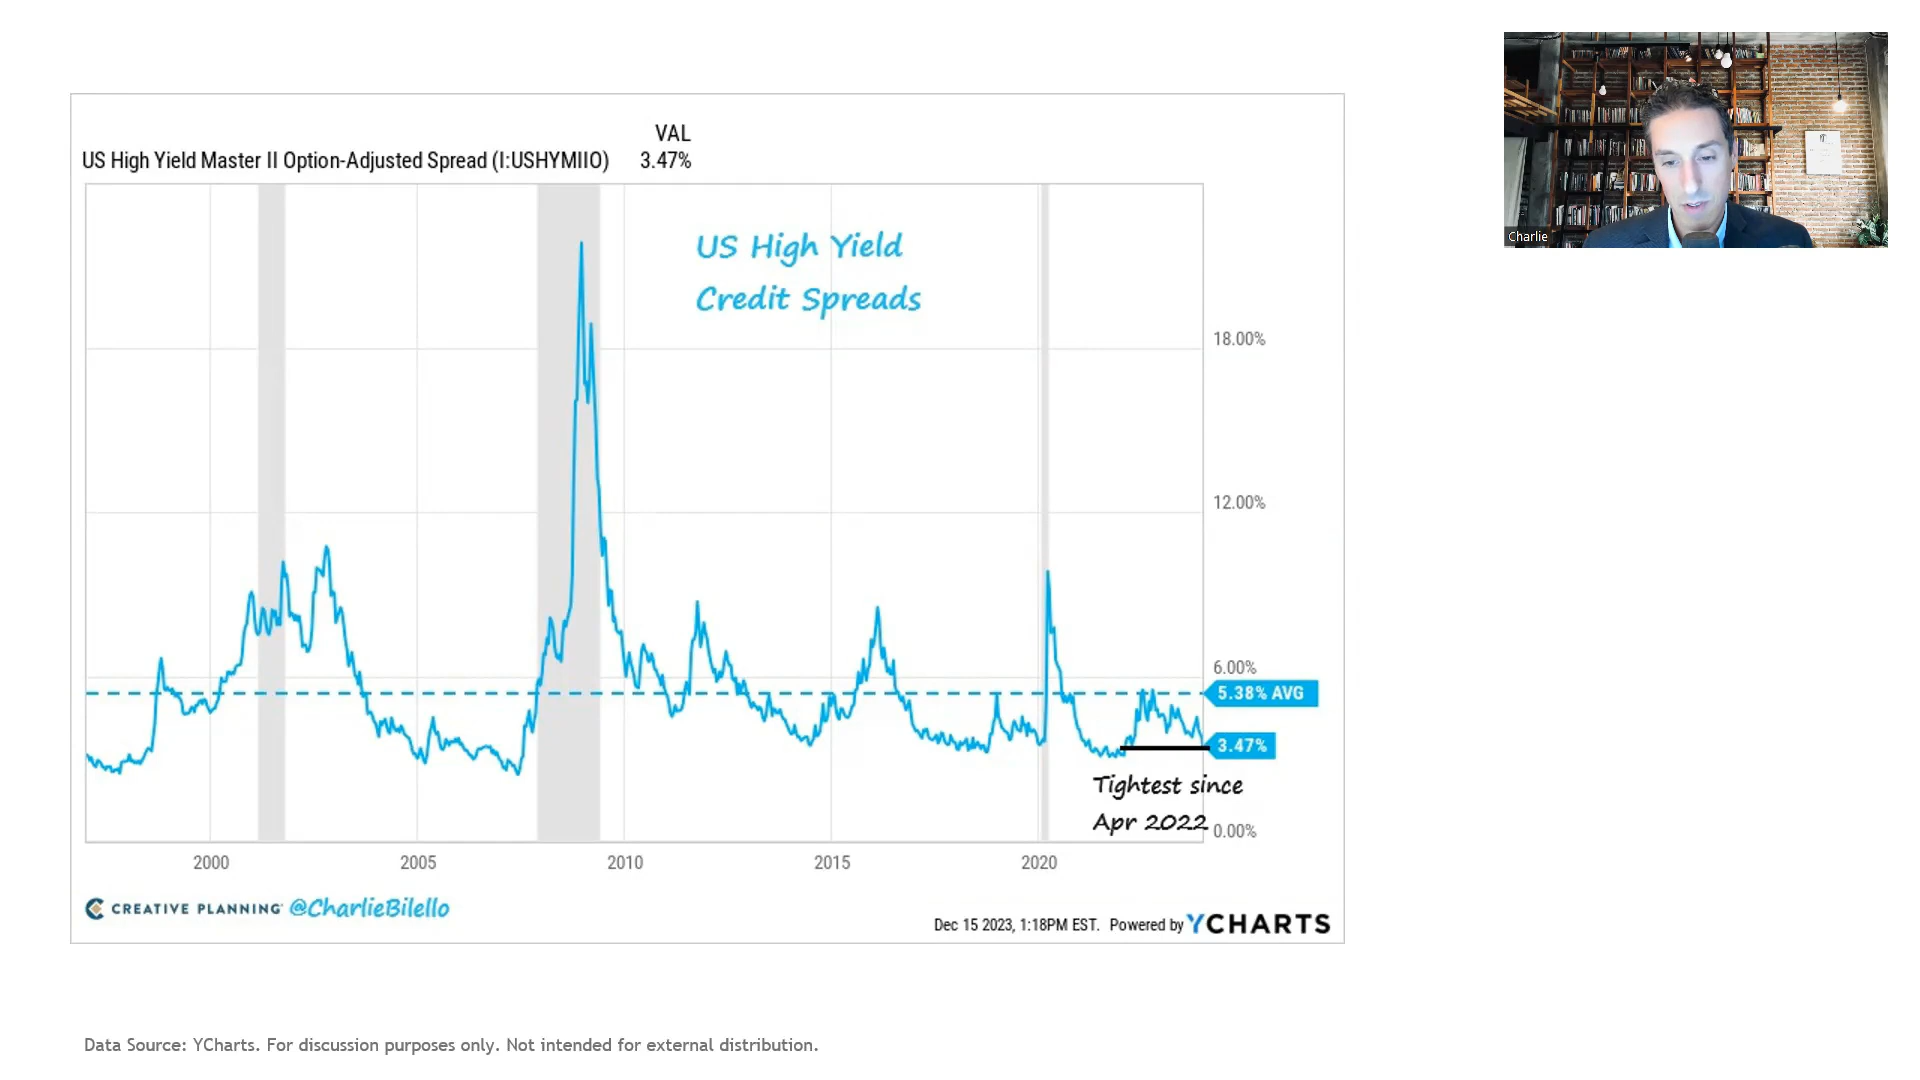 VAL
US High Yield Master II Option-Adjusted Spread (I:USHYMIIO) 3.47%
US High Yield
Credit Spreads
18.00%
12.00%
6.00%
5.38% AVG
3.47%
Tightest since
Apr 2022
0.00%
2000 2005 2010 2015 2020
CREATIVE PLANNING @CharlieBilello
Dec 15 2023, 1:18PM EST. Powered by YCHARTS
Charlie
Data Source: YCharts. For discussion purposes only. Not intended for external distribution.